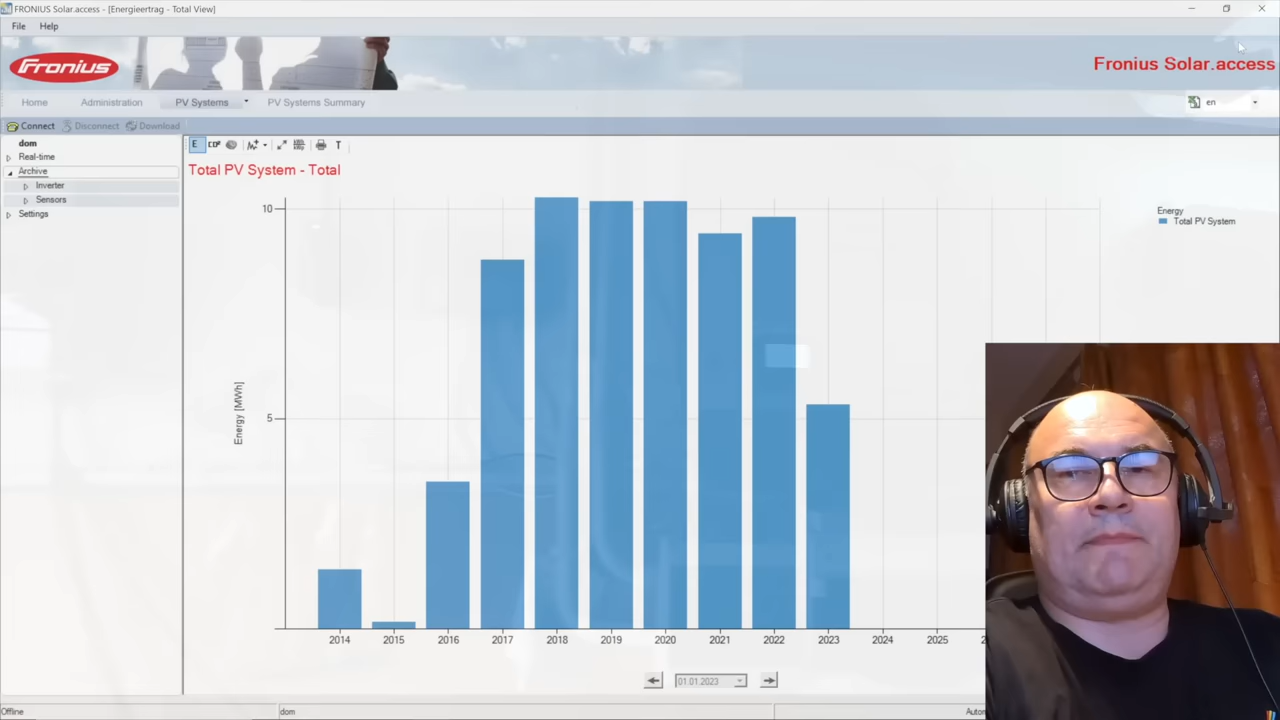 FRONIUS Solar.access - [Energieertrag - Total View]
File Help
Fronius
Fronius Solar.access
Home Administration PV Systems PV Systems Summary en
Connect Disconnect Download
dom
Real-time
Archive
Inverter
Sensors
Settings
E CO² T
Total PV System - Total
10
5
Energy [MWh]
Energy
Total PV System
2014 2015 2016 2017 2018 2019 2020 2021 2022 2023 2024 2025
01.01.2023
Offline dom